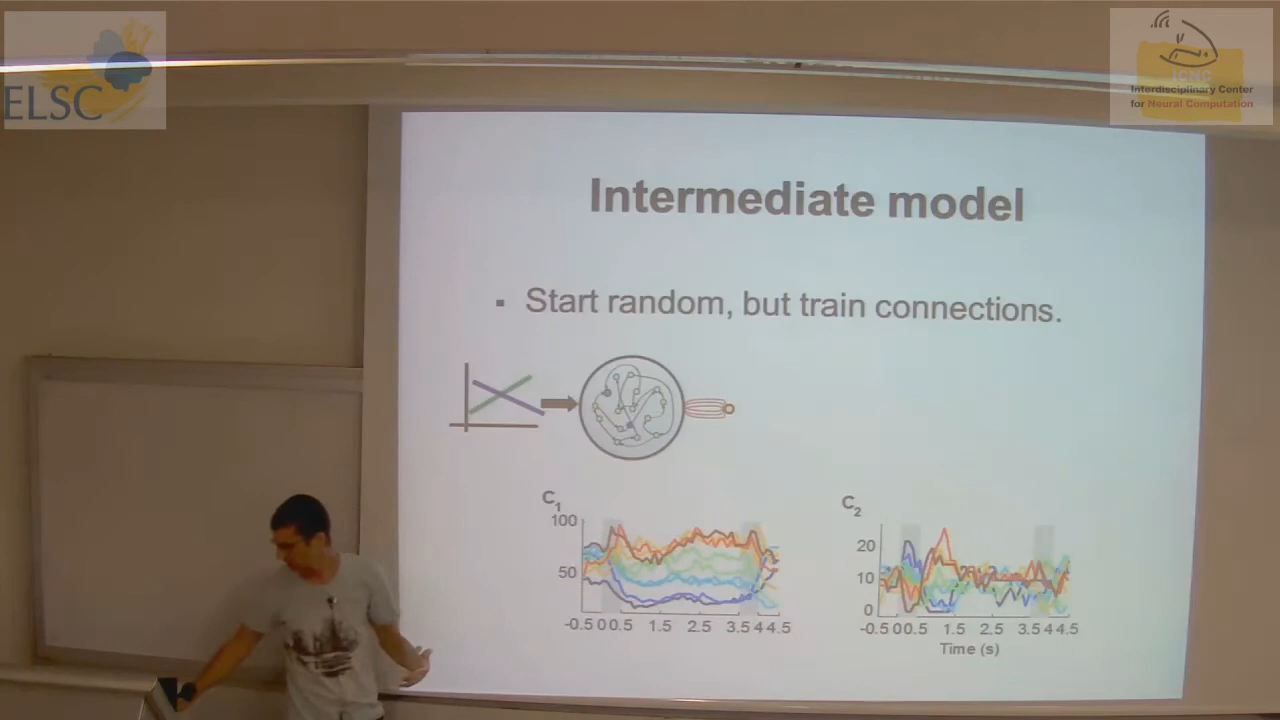 ELSC
ICNC
Interdisciplinary Center
for Neural Computation
Intermediate model
▪ Start random, but train connections.
C1
100
50
-0.5 0 0.5 1.5 2.5 3.5 4 4.5
C2
20
10
0
-0.5 0 0.5 1.5 2.5 3.5 4 4.5
Time (s)